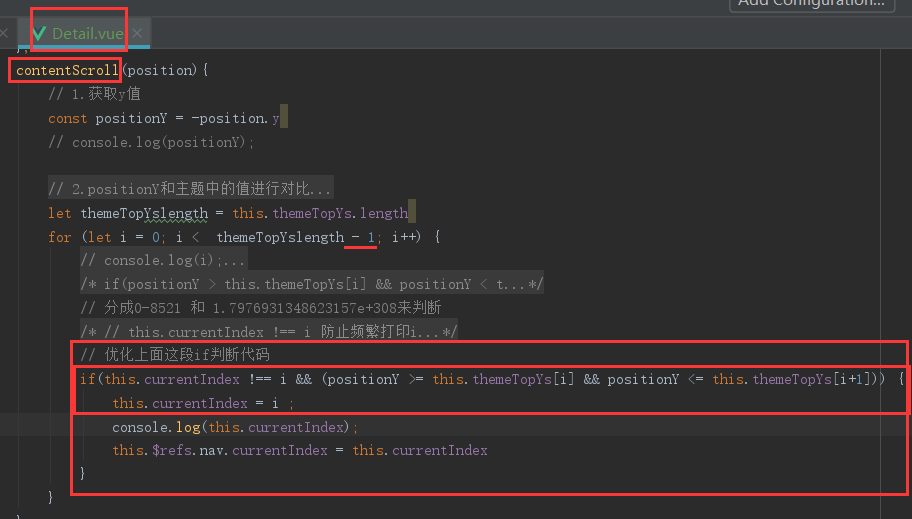 Add Configuration...
Detail.vue
},
contentScroll(position){
// 1.获取y值
const positionY = -position.y
// console.log(positionY);
// 2.positionY和主题中的值进行对比...
let themeTopYslength = this.themeTopYs.length
for (let i = 0; i <  themeTopYslength - 1; i++) {
// console.log(i);...
/* if(positionY > this.themeTopYs[i] && positionY < t...*/
// 分成0-8521 和 1.7976931348623157e+308来判断
/* // this.currentIndex !== i 防止频繁打印i...*/
// 优化上面这段if判断代码
if(this.currentIndex !== i && (positionY >= this.themeTopYs[i] && positionY <= this.themeTopYs[i+1])) {
this.currentIndex = i ;
console.log(this.currentIndex);
this.$refs.nav.currentIndex = this.currentIndex
}
}